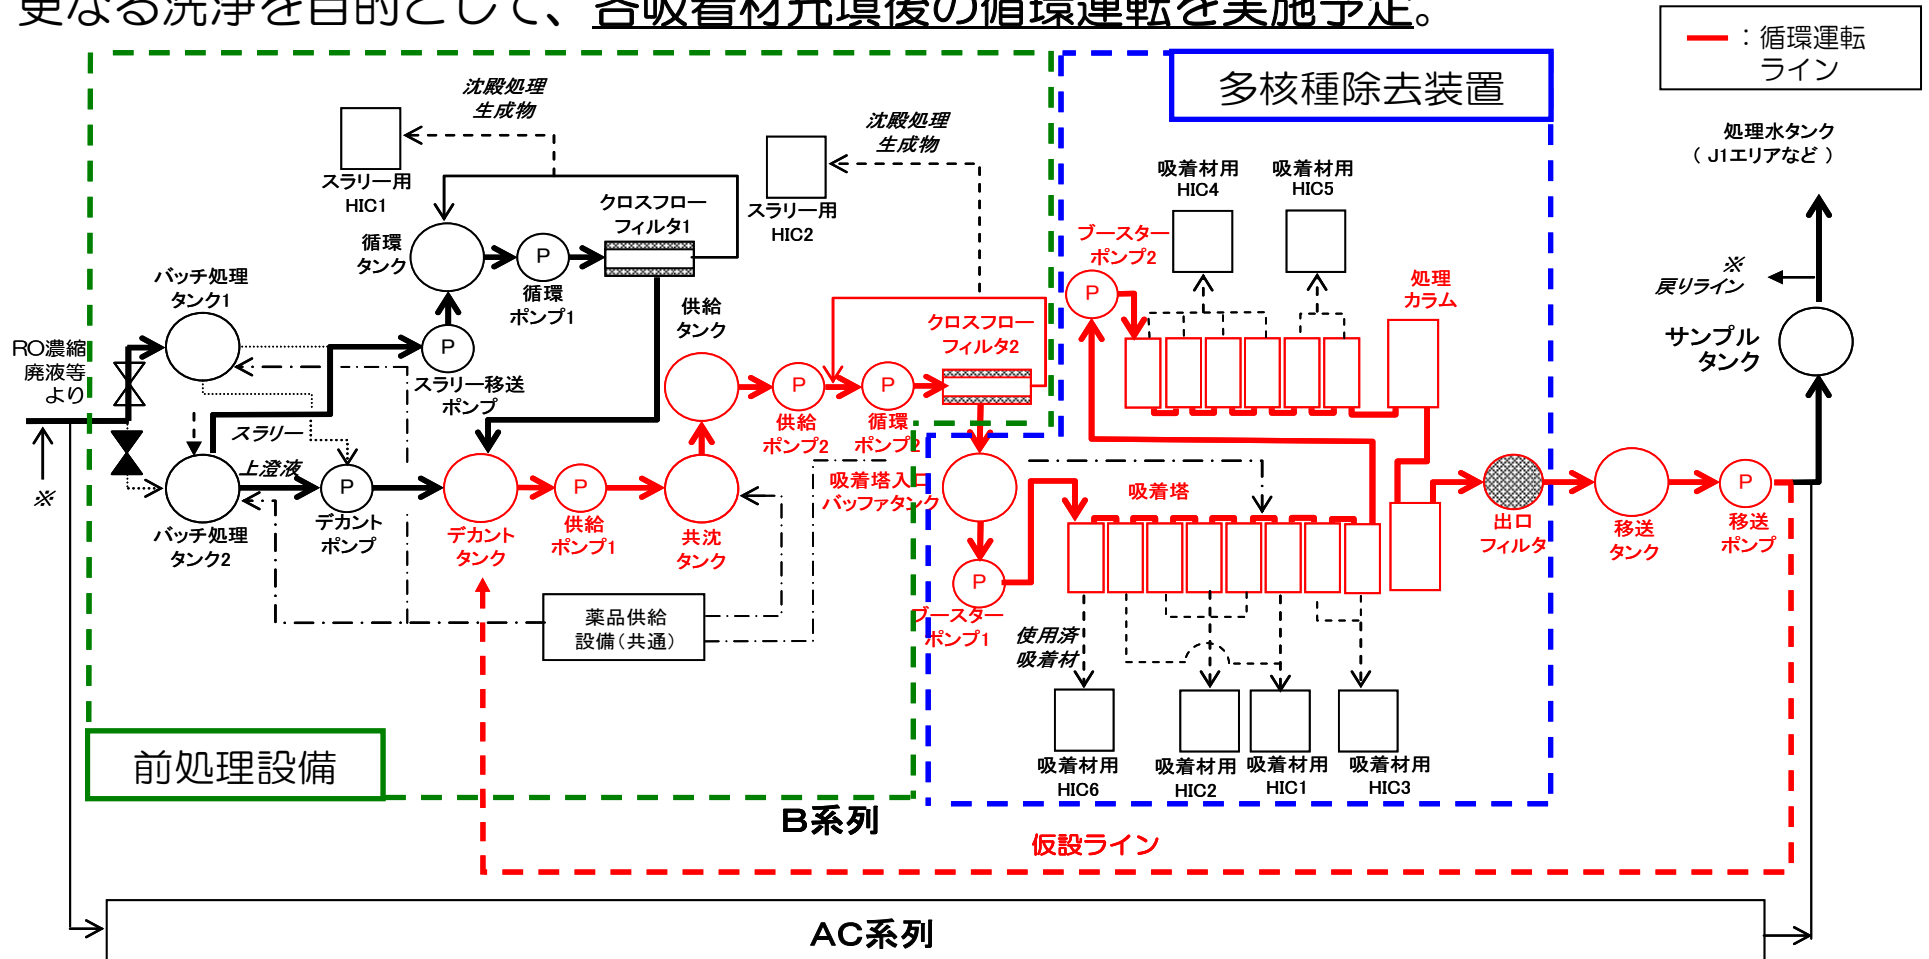 更なる洗浄を目的として、各吸着材充填後の循環運転を実施予定。
：循環運転
ライン
多核種除去装置
処理水タンク
（ J1エリアなど ）
沈殿処理
生成物
沈殿処理
生成物
スラリー用
HIC1
スラリー用
HIC2
クロスフロー
フィルタ1
吸着材用
HIC4
吸着材用
HIC5
循環
タンク
P
循環
ポンプ1
ブースター
ポンプ2
P
処理
カラム
※
戻りライン
バッチ処理
タンク1
供給
タンク
クロスフロー
フィルタ2
サンプル
タンク
RO濃縮
廃液等
より
P
スラリー移送
ポンプ
P
供給
ポンプ2
P
循環
ポンプ2
スラリー
上澄液
※
バッチ処理
タンク2
P
デカント
ポンプ
デカント
タンク
P
供給
ポンプ1
共沈
タンク
吸着塔入口
バッファタンク
吸着塔
出口
フィルタ
移送
タンク
P
移送
ポンプ
P
ブースター
ポンプ1
薬品供給
設備（共通）
使用済
吸着材
吸着材用
HIC6
吸着材用
HIC2
吸着材用
HIC1
吸着材用
HIC3
前処理設備
B系列
仮設ライン
AC系列